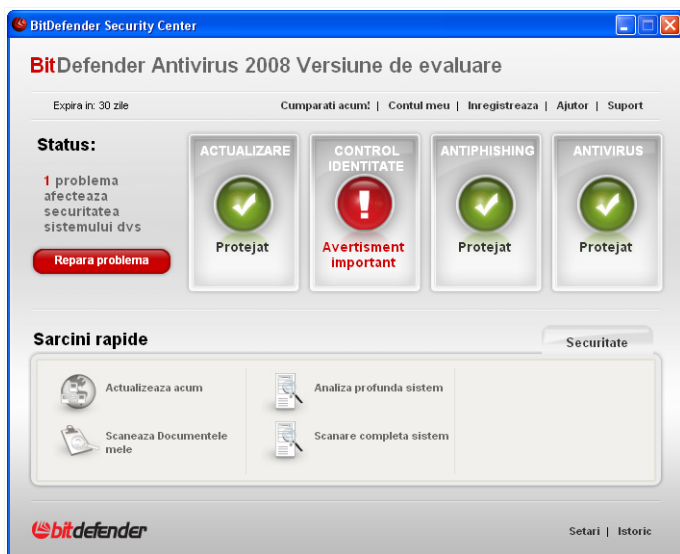 BitDefender Security Center
BitDefender Antivirus 2008 Versiune de evaluare
Expira in: 30 zile
Cumparati acum! | Contul meu | Inregistreaza | Ajutor | Suport
Status:
1 problema
afecteaza
securitatea
sistemului dvs
Repara problema
ACTUALIZARE
Protejat
CONTROL
IDENTITATE
Avertisment
important
ANTIPHISHING
Protejat
ANTIVIRUS
Protejat
Sarcini rapide
Securitate
Actualizeaza acum
Analiza profunda sistem
Scaneaza Documentele
mele
Scanare completa sistem
bitdefender
Setari | Istoric